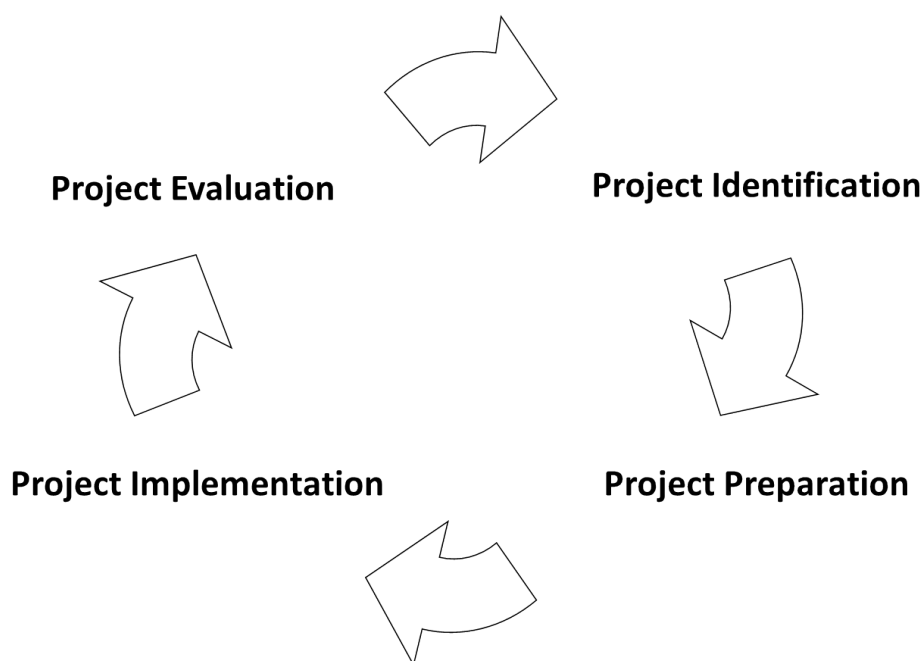 Project Evaluation
Project Identification
Project Implementation
Project Preparation